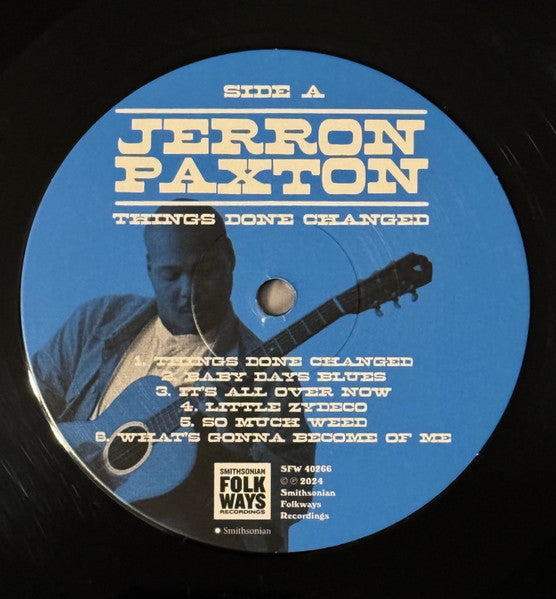 SIDE A
JERRON
PAXTON
THINGS DONE CHANGED
1. THINGS DONE CHANGED
2. BABY DAYS BLUES
3. IT'S ALL OVER NOW
4. LITTLE ZYDECO
5. SO MUCH WEED
6. WHAT'S GONNA BECOME OF ME
SMITHSONIAN
FOLK
WAYS
RECORDINGS
Smithsonian
SFW 40266
© ℗ 2024
Smithsonian
Folkways
Recordings